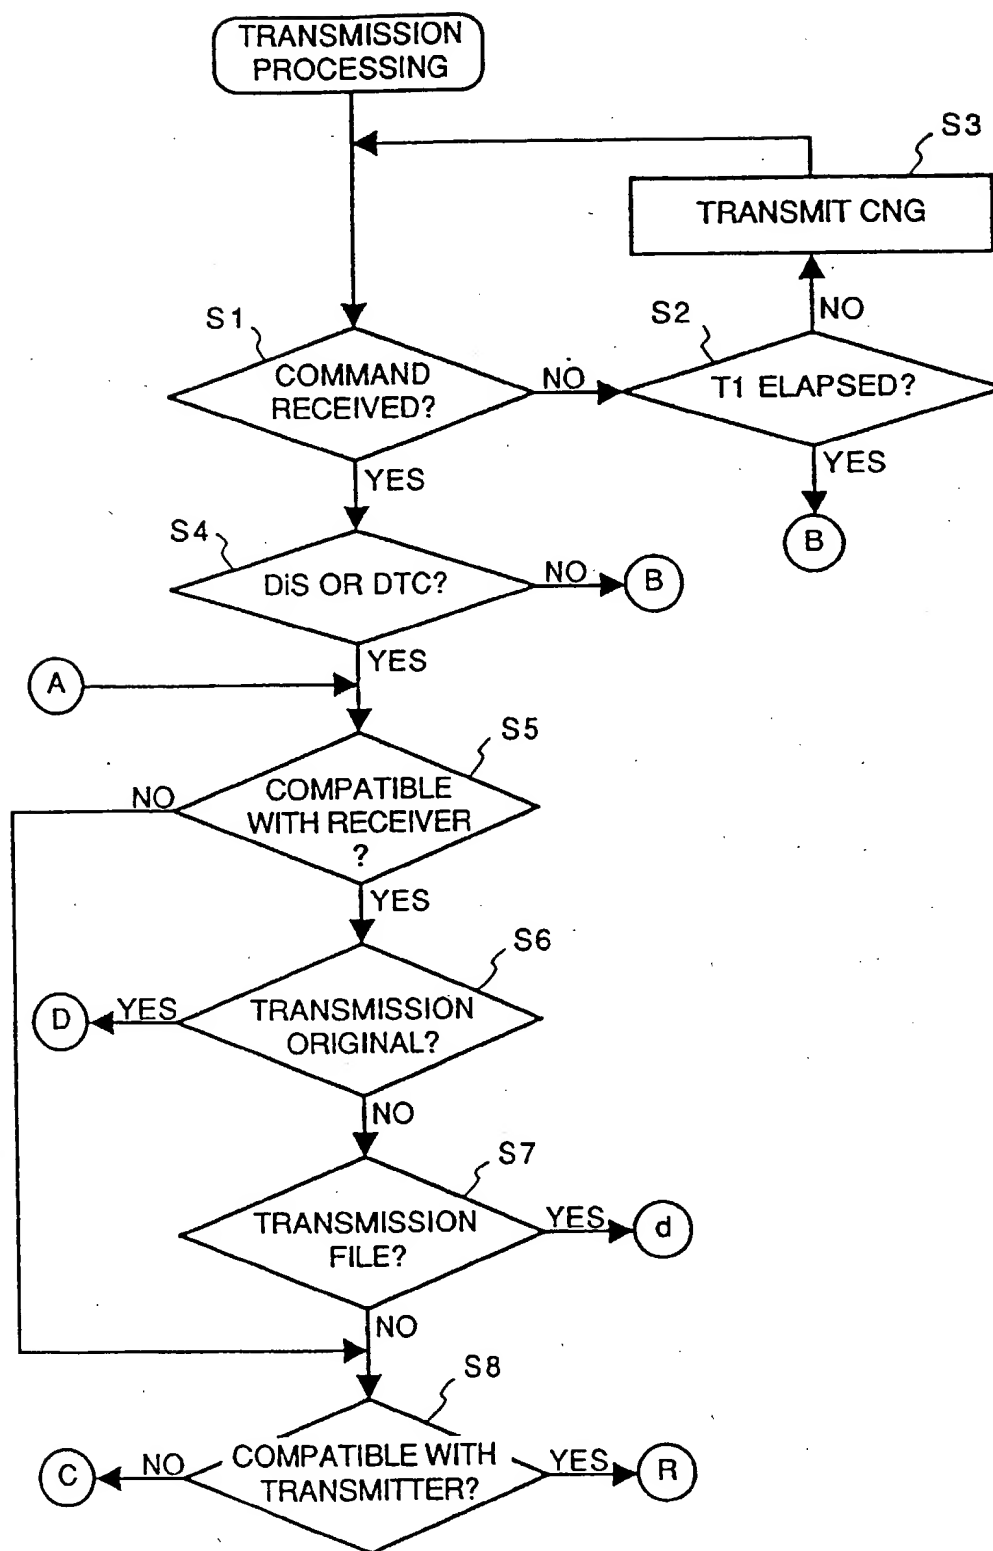 TRANSMISSION
PROCESSING
S3
TRANSMIT CNG
S1
COMMAND
RECEIVED?
NO
S2
NO
T1 ELAPSED?
YES
B
YES
S4
DiS OR DTC?
NO
B
YES
A
S5
COMPATIBLE
WITH RECEIVER
?
NO
YES
S6
TRANSMISSION
ORIGINAL?
YES
D
NO
S7
TRANSMISSION
FILE?
YES
d
NO
S8
COMPATIBLE WITH
TRANSMITTER?
NO
C
YES
R